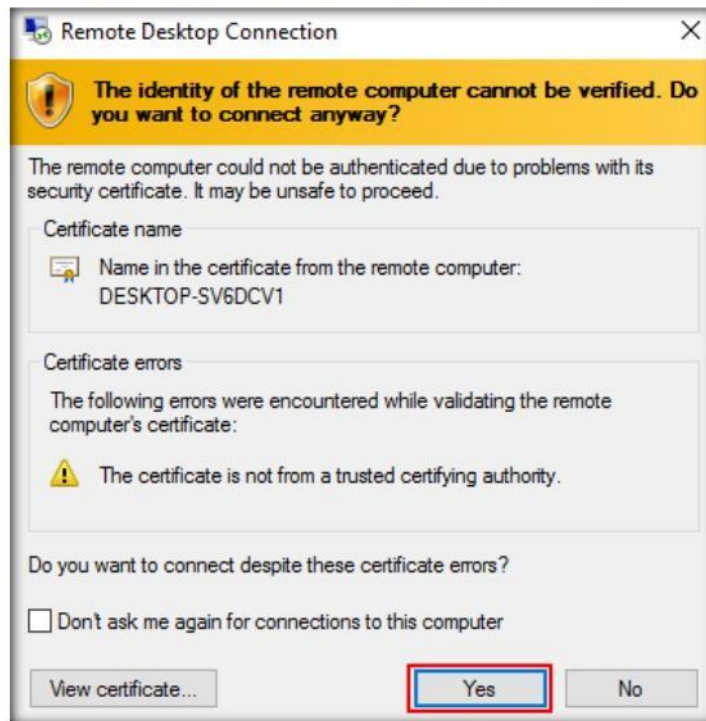 Remote Desktop Connection
The identity of the remote computer cannot be verified. Do
you want to connect anyway?
The remote computer could not be authenticated due to problems with its
security certificate. It may be unsafe to proceed.
Certificate name
Name in the certificate from the remote computer:
DESKTOP-SV6DCV1
Certificate errors
The following errors were encountered while validating the remote
computer's certificate:
The certificate is not from a trusted certifying authority.
Do you want to connect despite these certificate errors?
Don't ask me again for connections to this computer
View certificate...
Yes
No